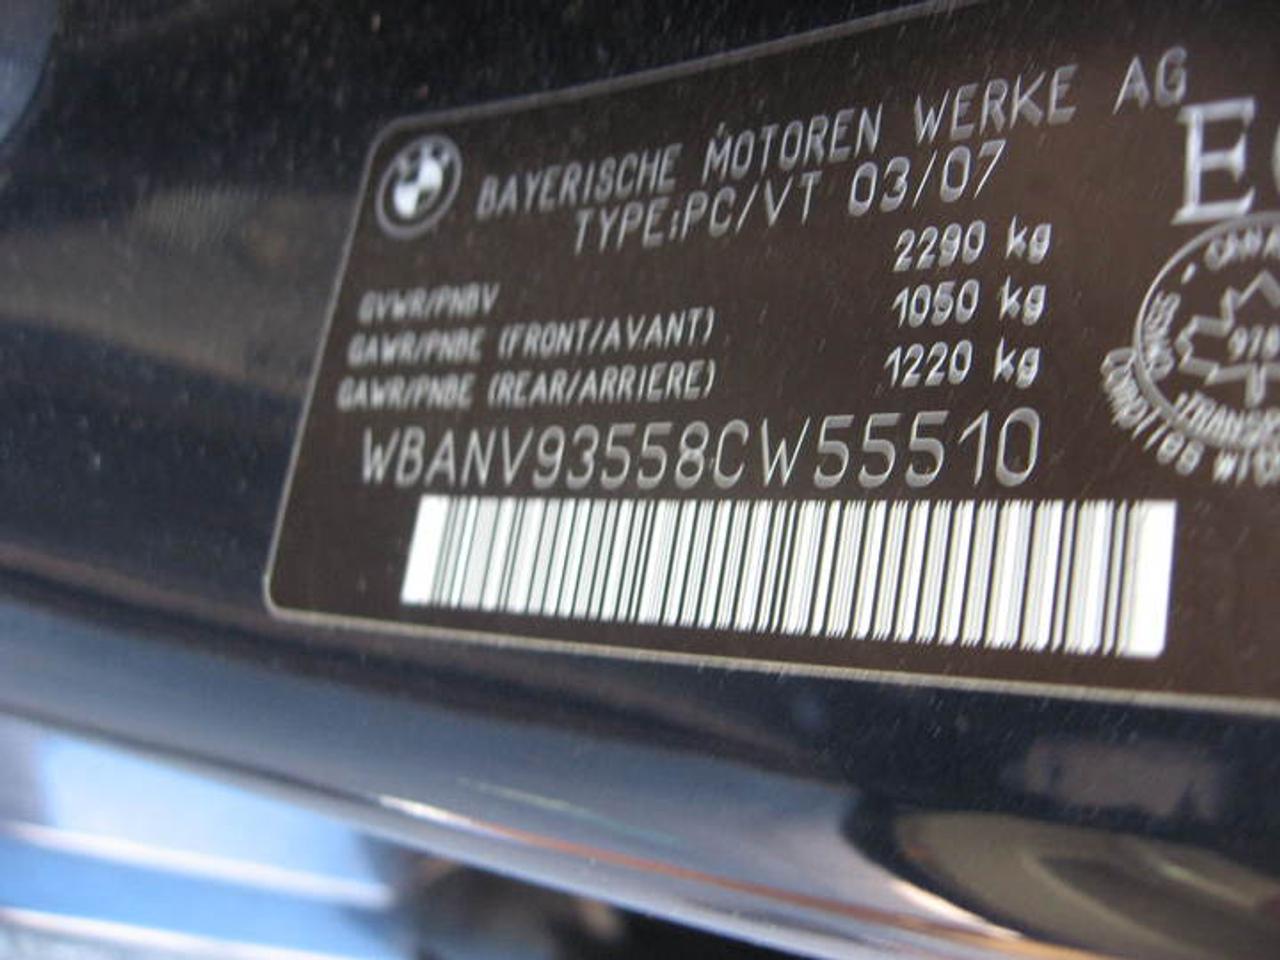 BAYERISCHE MOTOREN WERKE AG
TYPE:PC/VT 03/07
GVWR/PNBV 2290 kg
GAWR/PNBE (FRONT/AVANT) 1050 kg
GAWR/PNBE (REAR/ARRIERE) 1220 kg
WBANV93558CW55510
E
978